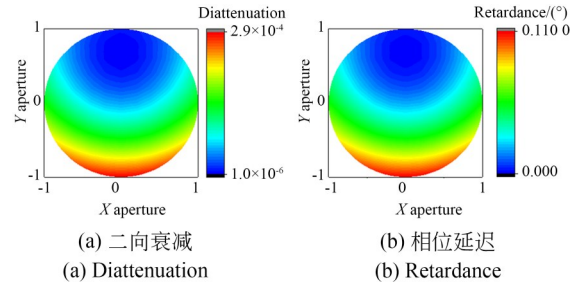 Diattenuation
2.9×10-4
1.0×10-6
1
0
-1
Y aperture
-1
0
1
X aperture
(a) 二向衰减
(a) Diattenuation
Retardance/(°)
0.110 0
0.000
1
0
-1
Y aperture
-1
0
1
X aperture
(b) 相位延迟
(b) Retardance